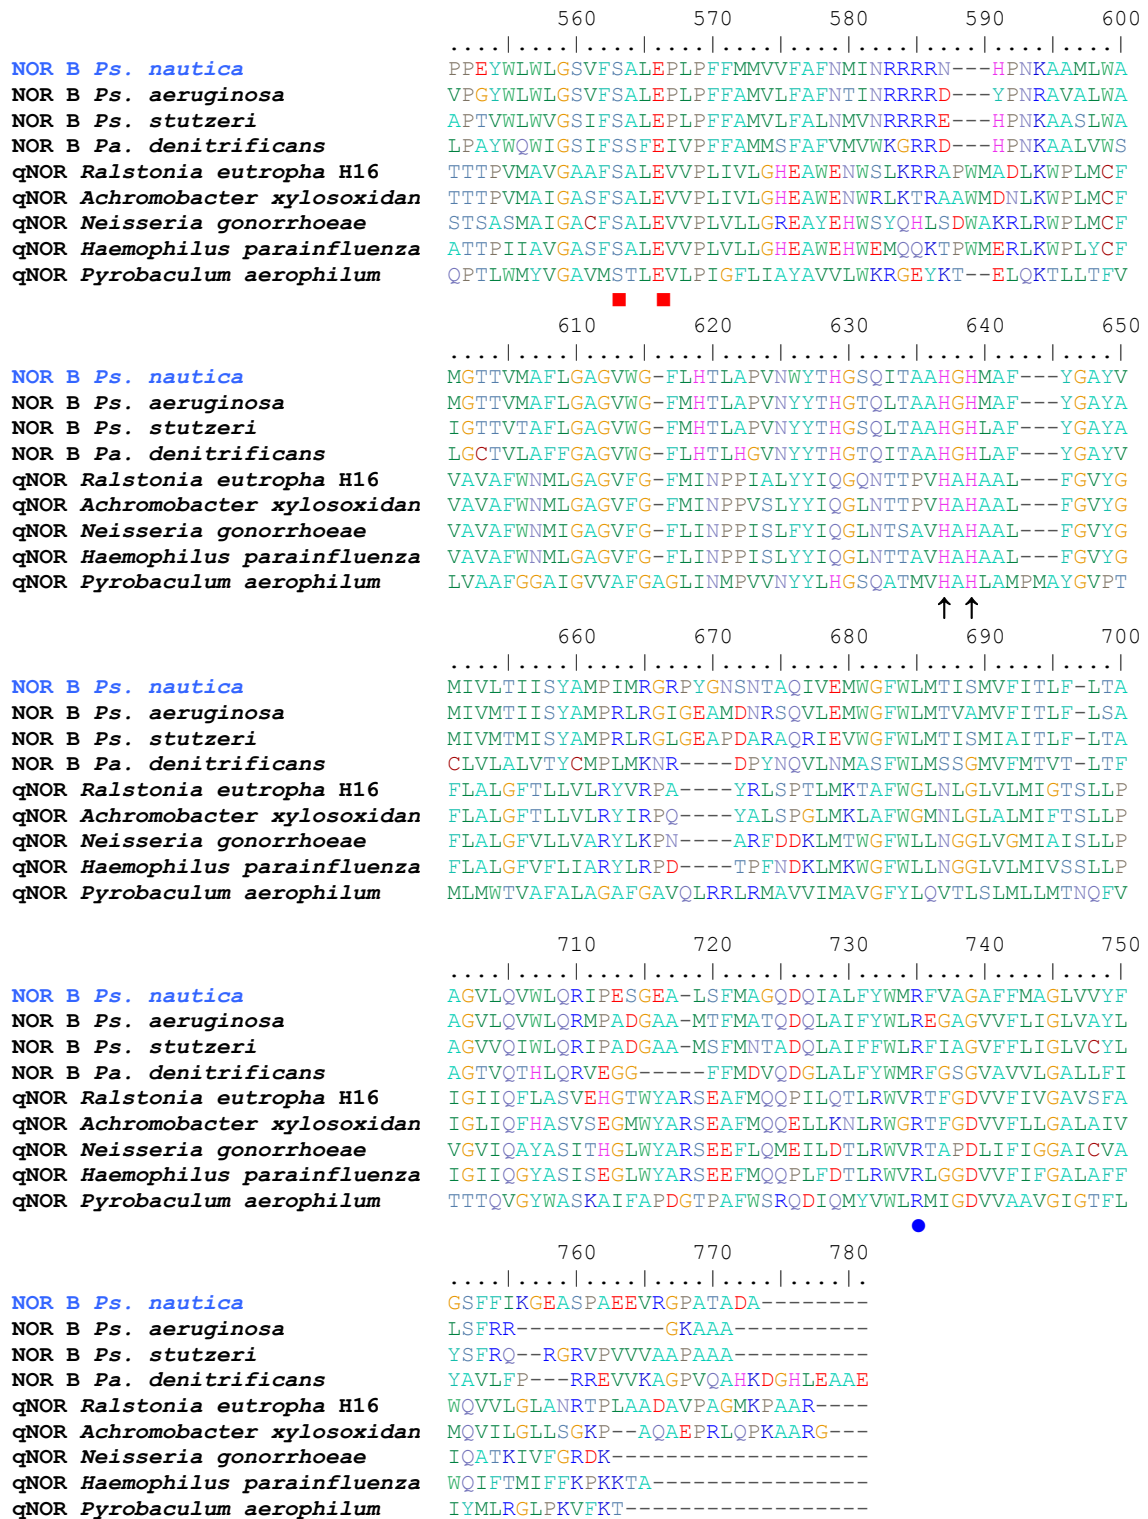 560 570 580 590 600
....|....|....|....|....|....|....|....|....|....|
NOR B Ps. nautica PPEYWLWLGSVFSALEPLPFFMMVVFAFNMINRRRRN---HPNKAAMLWA
NOR B Ps. aeruginosa VPGYWLWLGSVFSALEPLPFFAMVLFAFNTINRRRRD---YPNRAVALWA
NOR B Ps. stutzeri APTVWLWVGSIFSALEPLPFFAMVLFALNMVNRRRRE---HPNKAASLWA
NOR B Pa. denitrificans LPAYWQWIGSIFSSFEIVPFFAMMSFAFVMVWKGRRD---HPNKAALVWS
qNOR Ralstonia eutropha H16 TTTPVMAVGAAFSALEVVPLIVLGHEAWENWSLKRRAPWMADLKWPLMCF
qNOR Achromobacter xylosoxidan TTTPVMAIGASFSALEVVPLIVLGHEAWENWRLKTRAAWMDNLKWPLMCF
qNOR Neisseria gonorrhoeae STSASMAIGACFSALEVVPLVLLGREAYEHWSYQHLSDWAKRLRWPLMCF
qNOR Haemophilus parainfluenza ATTPIIAVGASFSALEVVPLVLLGHEAWEHWEMQQKTPWMERLKWPLYCF
qNOR Pyrobaculum aerophilum QPTLWMYVGAVMSTLEVLPIGFLIAYAVVLWKRGEYKT--ELQKTLLTFV
610 620 630 640 650
....|....|....|....|....|....|....|....|....|....|
NOR B Ps. nautica MGTTVMAFLGAGVWG-FLHTLAPVNWYTHGSQITAAHGHMAF---YGAYV
NOR B Ps. aeruginosa MGTTVMAFLGAGVWG-FMHTLAPVNYYTHGTQLTAAHGHMAF---YGAYA
NOR B Ps. stutzeri IGTTVTAFLGAGVWG-FMHTLAPVNYYTHGSQLTAAHGHLAF---YGAYA
NOR B Pa. denitrificans LGCTVLAFFGAGVWG-FLHTLHGVNYYTHGTQITAAHGHLAF---YGAYV
qNOR Ralstonia eutropha H16 VAVAFWNMLGAGVFG-FMINPPIALYYIQGQNTTPVHAHAAL---FGVYG
qNOR Achromobacter xylosoxidan VAVAFWNMLGAGVFG-FMINPPVSLYYIQGLNTTPVHAHAAL---FGVYG
qNOR Neisseria gonorrhoeae VAVAFWNMIGAGVFG-FLINPPISLFYIQGLNTSAVHAHAAL---FGVYG
qNOR Haemophilus parainfluenza VAVAFWNMLGAGVFG-FLINPPISLYYIQGLNTTAVHAHAAL---FGVYG
qNOR Pyrobaculum aerophilum LVAAFGGAIGVVAFGAGLINMPVVNYYLHGSQATMVHAHLAMPMAYGVPT
660 670 680 690 700
....|....|....|....|....|....|....|....|....|....|
NOR B Ps. nautica MIVLTIISYAMPIMRGRPYGNSNTAQIVEMWGFWLMTISMVFITLF-LTA
NOR B Ps. aeruginosa MIVMTIISYAMPRLRGIGEAMDNRSQVLEMWGFWLMTVAMVFITLF-LSA
NOR B Ps. stutzeri MIVMTMISYAMPRLRGLGEAPDARAQRIEVWGFWLMTISMIAITLF-LTA
NOR B Pa. denitrificans CLVLALVTYCMPLMKNR----DPYNQVLNMASFWLMSSGMVFMTVT-LTF
qNOR Ralstonia eutropha H16 FLALGFTLLVLRYVRPA----YRLSPTLMKTAFWGLNLGLVLMIGTSLLP
qNOR Achromobacter xylosoxidan FLALGFTLLVLRYIRPQ----YALSPGLMKLAFWGMNLGLALMIFTSLLP
qNOR Neisseria gonorrhoeae FLALGFVLLVARYLKPN----ARFDDKLMTWGFWLLNGGLVGMIAISLLP
qNOR Haemophilus parainfluenza FLALGFVFLIARYLRPD----TPFNDKLMKWGFWLLNGGLVLMIVSSLLP
qNOR Pyrobaculum aerophilum MLMWTVAFALAGAFGAVQLRRLRMAVVIMAVGFYLQVTLSLMLLMTNQFV
710 720 730 740 750
....|....|....|....|....|....|....|....|....|....|
NOR B Ps. nautica AGVLQVWLQRIPESGEA-LSFMAGQDQIALFYWMRFVAGAFFMAGLVVYF
NOR B Ps. aeruginosa AGVLQVWLQRMPADGAA-MTFMATQDQLAIFYWLREGAGVVFLIGLVAYL
NOR B Ps. stutzeri AGVVQIWLQRIPADGAA-MSFMNTADQLAIFFWLRFIAGVFFLIGLVCYL
NOR B Pa. denitrificans AGTVQTHLQRVEGG-----FFMDVQDGLALFYWMRFGSGVAVVLGALLFI
qNOR Ralstonia eutropha H16 IGIIQFLASVEHGTWYARSEAFMQQPILQTLRWVRTFGDVVFIVGAVSFA
qNOR Achromobacter xylosoxidan IGLIQFHASVSEGMWYARSEAFMQQELLKNLRWGRTFGDVVFLLGALAIV
qNOR Neisseria gonorrhoeae VGVIQAYASITHGLWYARSEEFLQMEILDTLRWVRTAPDLIFIGGAICVA
qNOR Haemophilus parainfluenza IGIIQGYASISEGLWYARSEEFMQQPLFDTLRWVRLGGDVVFIFGALAFF
qNOR Pyrobaculum aerophilum TTTQVGYWASKAIFAPDGTPAFWSRQDIQMYVWLRMIGDVVAAVGIGTFL
760 770 780
....|....|....|....|....|....|.
NOR B Ps. nautica GSFFIKGEASPAEEVRGPATADA--------
NOR B Ps. aeruginosa LSFRR-----------GKAAA----------
NOR B Ps. stutzeri YSFRQ--RGRVPVVVAAPAAA----------
NOR B Pa. denitrificans YAVLFP---RREVVKAGPVQAHKDGHLEAAE
qNOR Ralstonia eutropha H16 WQVVLGLANRTPLAADAVPAGMKPAAR----
qNOR Achromobacter xylosoxidan MQVILGLLSGKP--AQAEPRLQPKAARG---
qNOR Neisseria gonorrhoeae IQATKIVFGRDK-------------------
qNOR Haemophilus parainfluenza WQIFTMIFFKPKKTA----------------
qNOR Pyrobaculum aerophilum IYMLRGLPKVFKT------------------